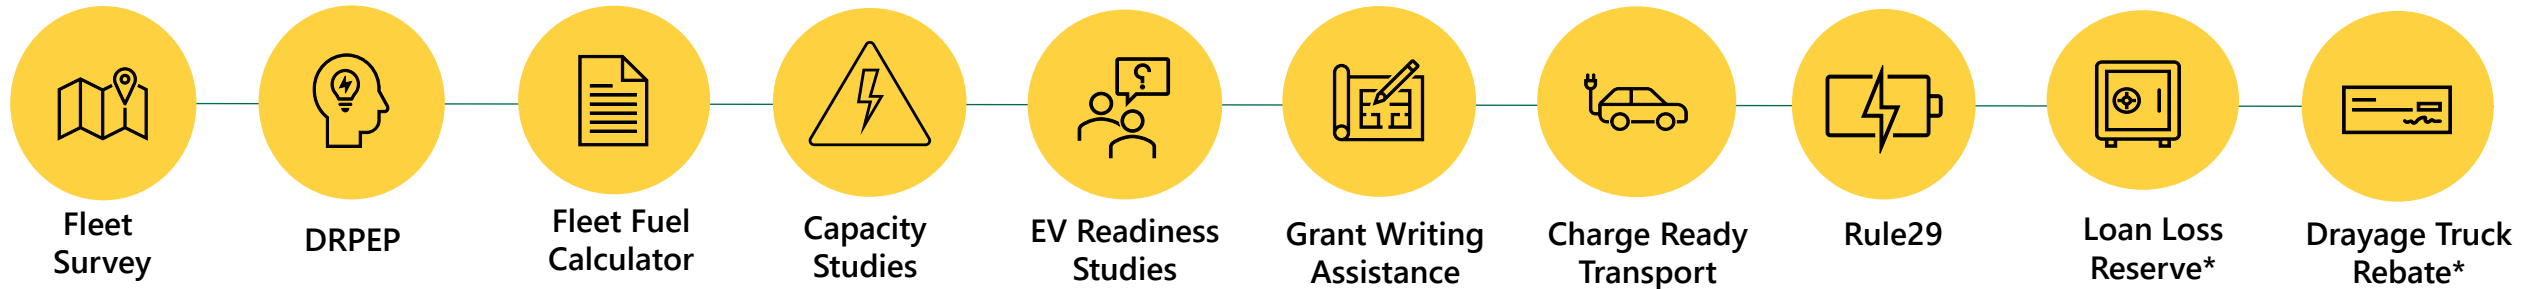 Fleet
Survey
DRPEP
Fleet Fuel
Calculator
Capacity
Studies
EV Readiness
Studies
Grant Writing
Assistance
Charge Ready
Transport
Rule29
Loan Loss
Reserve*
Drayage Truck
Rebate*